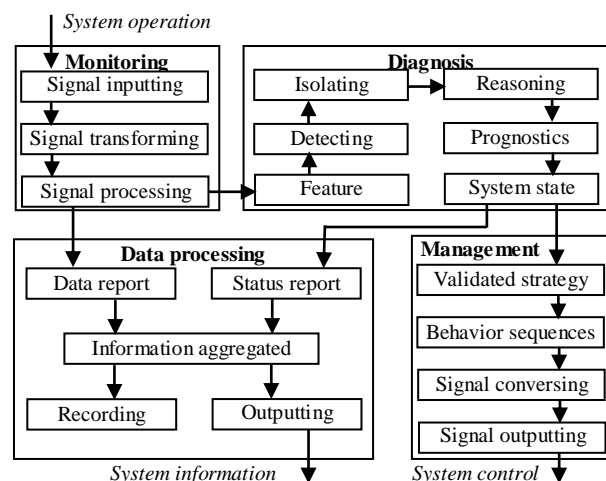 System operation
Monitoring
Signal inputting
Signal transforming
Signal processing
Diagnosis
Isolating
Detecting
Feature
Reasoning
Prognostics
System state
Data processing
Data report
Status report
Information aggregated
Recording
Outputting
System information
Management
Validated strategy
Behavior sequences
Signal conversing
Signal outputting
System control